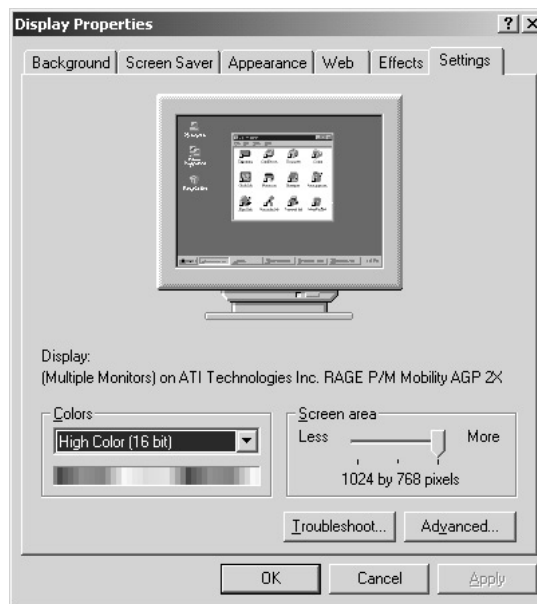 Display Properties
Background Screen Saver Appearance Web Effects Settings
Display:
(Multiple Monitors) on ATI Technologies Inc. RAGE P/M Mobility AGP 2X
Colors
High Color (16 bit)
Screen area
Less More
1024 by 768 pixels
Troubleshoot... Advanced...
OK Cancel Apply